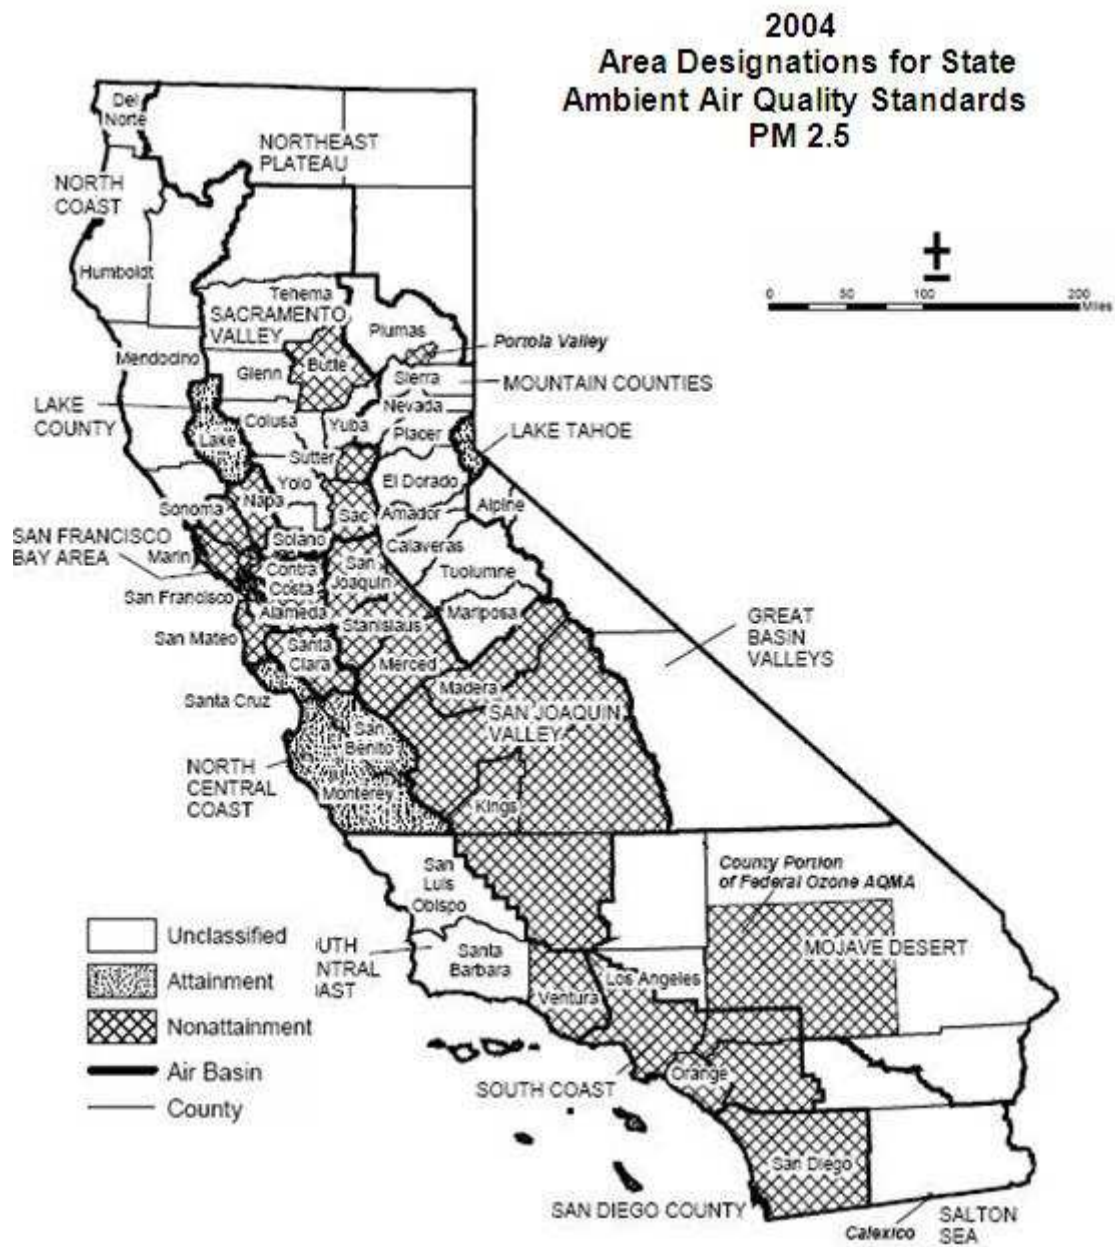 2004
Area Designations for State
Ambient Air Quality Standards
PM 2.5
Del
Norte
NORTHEAST
PLATEAU
NORTH
COAST
Humboldt
0 50 100 200
Miles
Tehema
SACRAMENTO
VALLEY
Plumas
Portola Valley
Mendocino
Glenn
Butte
Sierra
MOUNTAIN COUNTIES
LAKE
COUNTY
Colusa
Yuba
Nevada
Placer
LAKE TAHOE
Lake
Sutter
Yolo
El Dorado
Sonoma
Napa
Sac
Amador
Alpine
SAN FRANCISCO
BAY AREA
Marin
Solano
Calaveras
Contra
Costa
San
Joaquin
Tuolumne
San Francisco
Alameda
Stanislaus
Mariposa
GREAT
BASIN
VALLEYS
San Mateo
Santa
Clara
Merced
Madera
Santa Cruz
SAN JOAQUIN
VALLEY
San
Benito
NORTH
CENTRAL
COAST
Monterey
Kings
San
Luis
Obispo
County Portion
of Federal Ozone AQMA
MOJAVE DESERT
Unclassified
Attainment
Nonattainment
Air Basin
County
UTH
NTRAL
AST
Santa
Barbara
Ventura
Los Angeles
Orange
SOUTH COAST
San Diego
SAN DIEGO COUNTY
Calexico
SALTON
SEA